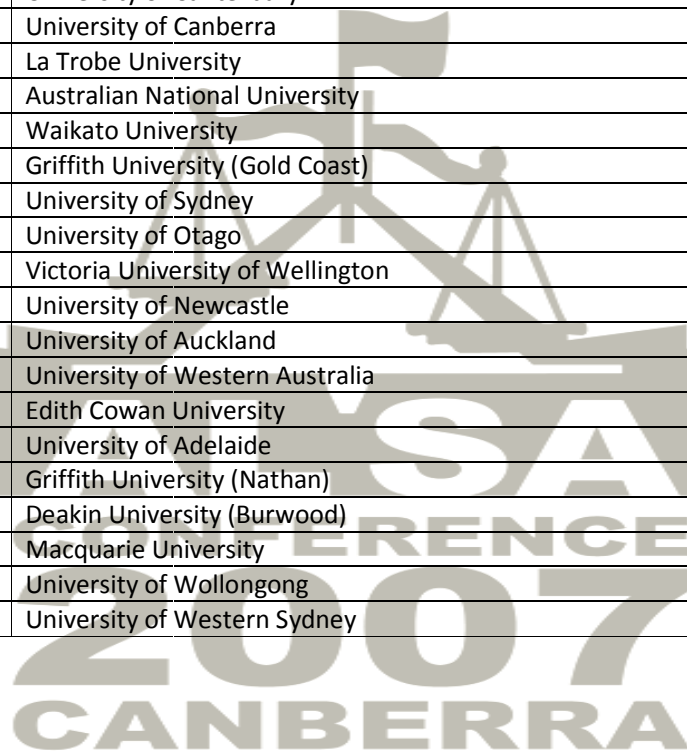 University of Canberra
La Trobe University
Australian National University
Waikato University
Griffith University (Gold Coast)
University of Sydney
University of Otago
Victoria University of Wellington
University of Newcastle
University of Auckland
University of Western Australia
Edith Cowan University
University of Adelaide
Griffith University (Nathan)
Deakin University (Burwood)
Macquarie University
University of Wollongong
University of Western Sydney
ALSA
CONFERENCE
2007
CANBERRA